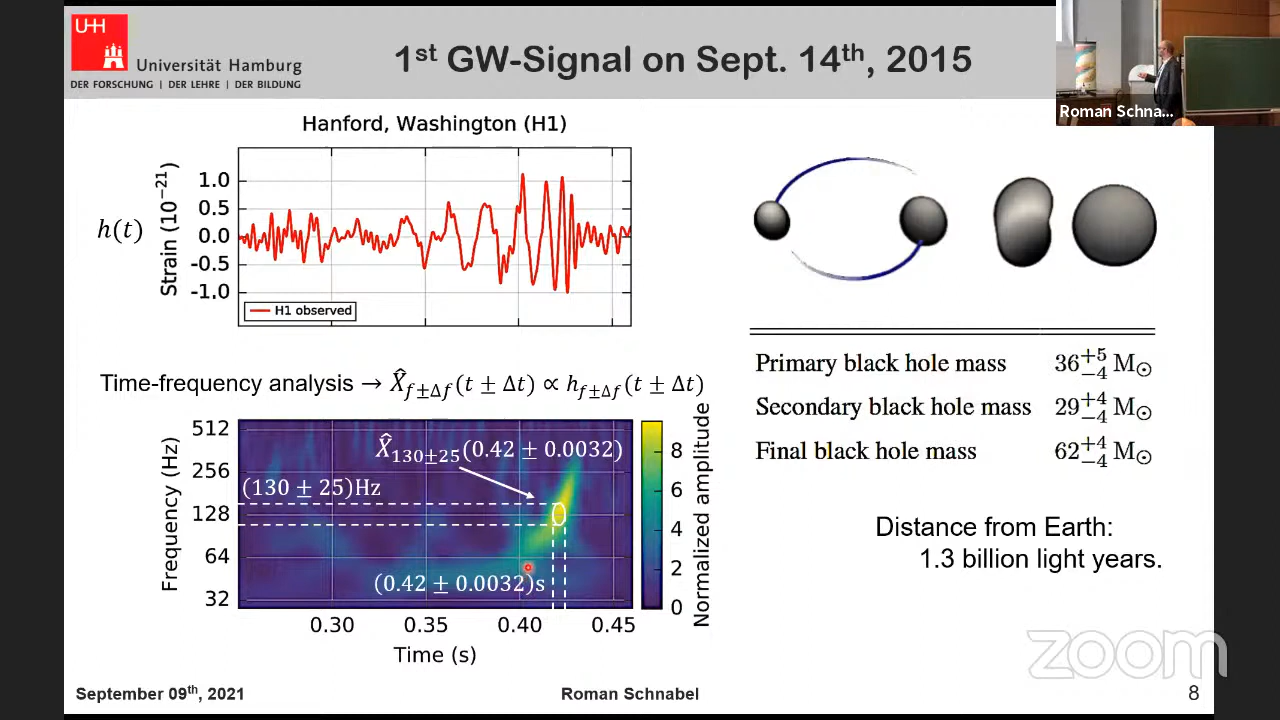 UH
Universität Hamburg
DER FORSCHUNG | DER LEHRE | DER BILDUNG
1st GW-Signal on Sept. 14th, 2015
Roman Schna...
Hanford, Washington (H1)
h(t)
Strain (10⁻²¹)
1.0
0.5
0.0
-0.5
-1.0
H1 observed
Time-frequency analysis → X̂_{f±Δf}(t ± Δt) ∝ h_{f±Δf}(t ± Δt)
Frequency (Hz)
512
256
128
64
32
X̂_{130±25}(0.42 ± 0.0032)
(130 ± 25)Hz
(0.42 ± 0.0032)s
0.30 0.35 0.40 0.45
Time (s)
8
6
4
2
0
Normalized amplitude
Primary black hole mass 36⁺⁵₋₄ M⊙
Secondary black hole mass 29⁺⁴₋₄ M⊙
Final black hole mass 62⁺⁴₋₄ M⊙
Distance from Earth:
1.3 billion light years.
zoom
September 09th, 2021 Roman Schnabel 8